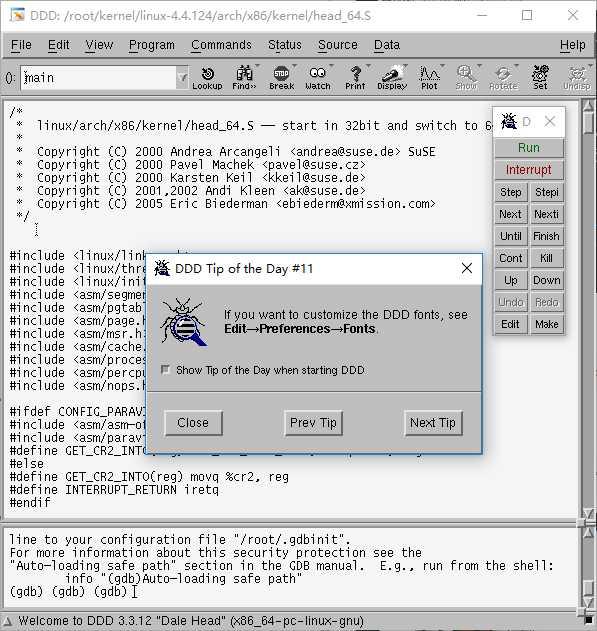 DDD: /root/kernel/linux-4.4.124/arch/x86/kernel/head_64.S
File Edit View Program Commands Status Source Data Help
(): main
Lookup Find>> Break Watch Print Display Plot Show Rotate Set Undisp
/*
* linux/arch/x86/kernel/head_64.S — start in 32bit and switch to 6
*
* Copyright (C) 2000 Andrea Arcangeli <andrea@suse.de> SuSE
* Copyright (C) 2000 Pavel Machek <pavel@suse.cz>
* Copyright (C) 2000 Karsten Keil <kkeil@suse.de>
* Copyright (C) 2001,2002 Andi Kleen <ak@suse.de>
* Copyright (C) 2005 Eric Biederman <ebiederm@xmission.com>
*/
#include <linux/link
#include <linux/thr
#include <linux/init
#include <asm/segmen
#include <asm/pgtabl
#include <asm/page.h
#include <asm/msr.h
#include <asm/cache.
#include <asm/proces
#include <asm/percpu
#include <asm/nops.h
#ifdef CONFIG_PARAVI
#include <asm/asm-of
#include <asm/paravi
#define GET_CR2_INTO(
#else
#define GET_CR2_INTO(reg) movq %cr2, reg
#define INTERRUPT_RETURN iretq
#endif
D
Run
Interrupt
Step Stepi
Next Nexti
Until Finish
Cont Kill
Up Down
Undo Redo
Edit Make
DDD Tip of the Day #11
If you want to customize the DDD fonts, see
Edit→Preferences→Fonts.
Show Tip of the Day when starting DDD
Close Prev Tip Next Tip
line to your configuration file "/root/.gdbinit".
For more information about this security protection see the
"Auto-loading safe path" section in the GDB manual. E.g., run from the shell:
info "(gdb)Auto-loading safe path"
(gdb) (gdb) (gdb)
Welcome to DDD 3.3.12 "Dale Head" (x86_64-pc-linux-gnu)